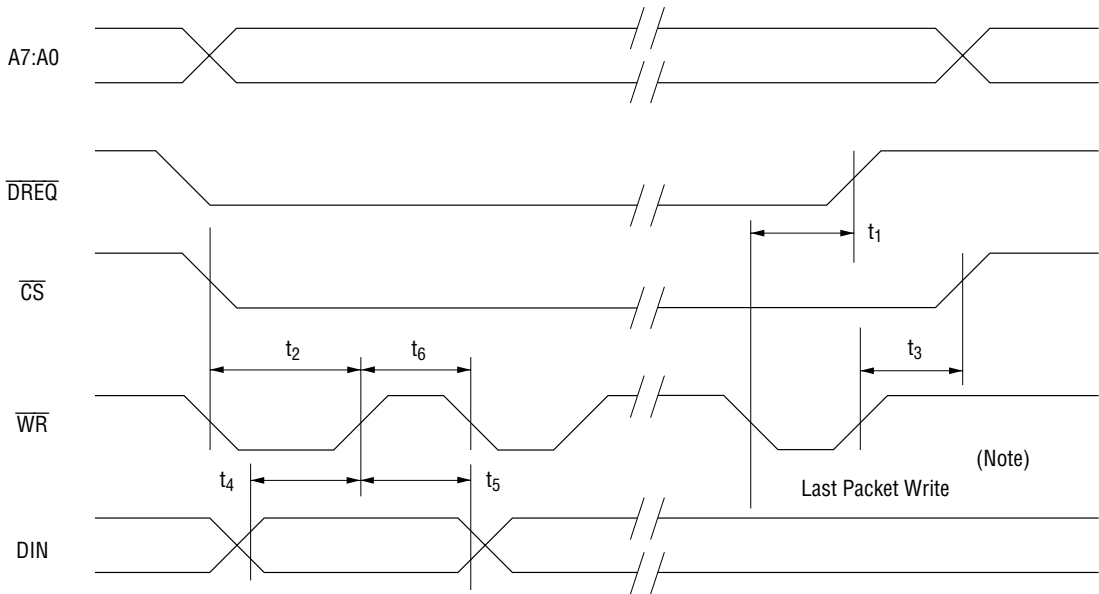 A7:A0
DREQ
t1
CS
t2
t6
t3
WR
(Note)
t4
t5
Last Packet Write
DIN